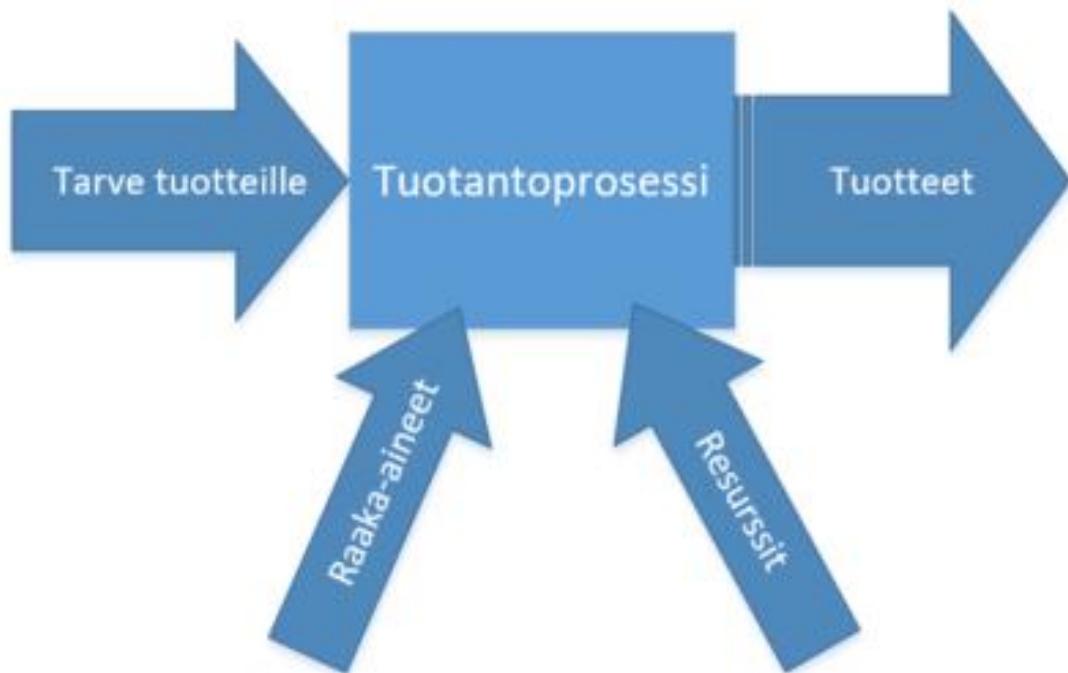 Tarve tuotteille
Tuotantoprosessi
Tuotteet
Raaka-aineet
Resurssit